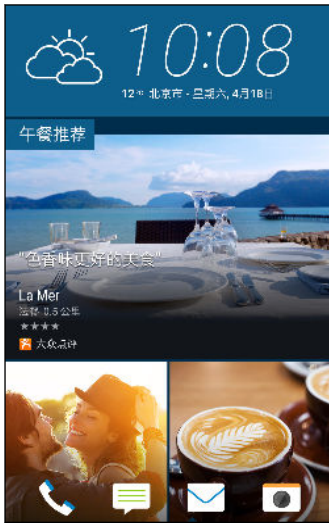 10:08
12° 北京市 - 星期六, 4月18日
午餐推荐
"色香味更好的美食"
La Mer
法餐 0.5 公里
★★★★
大众点评